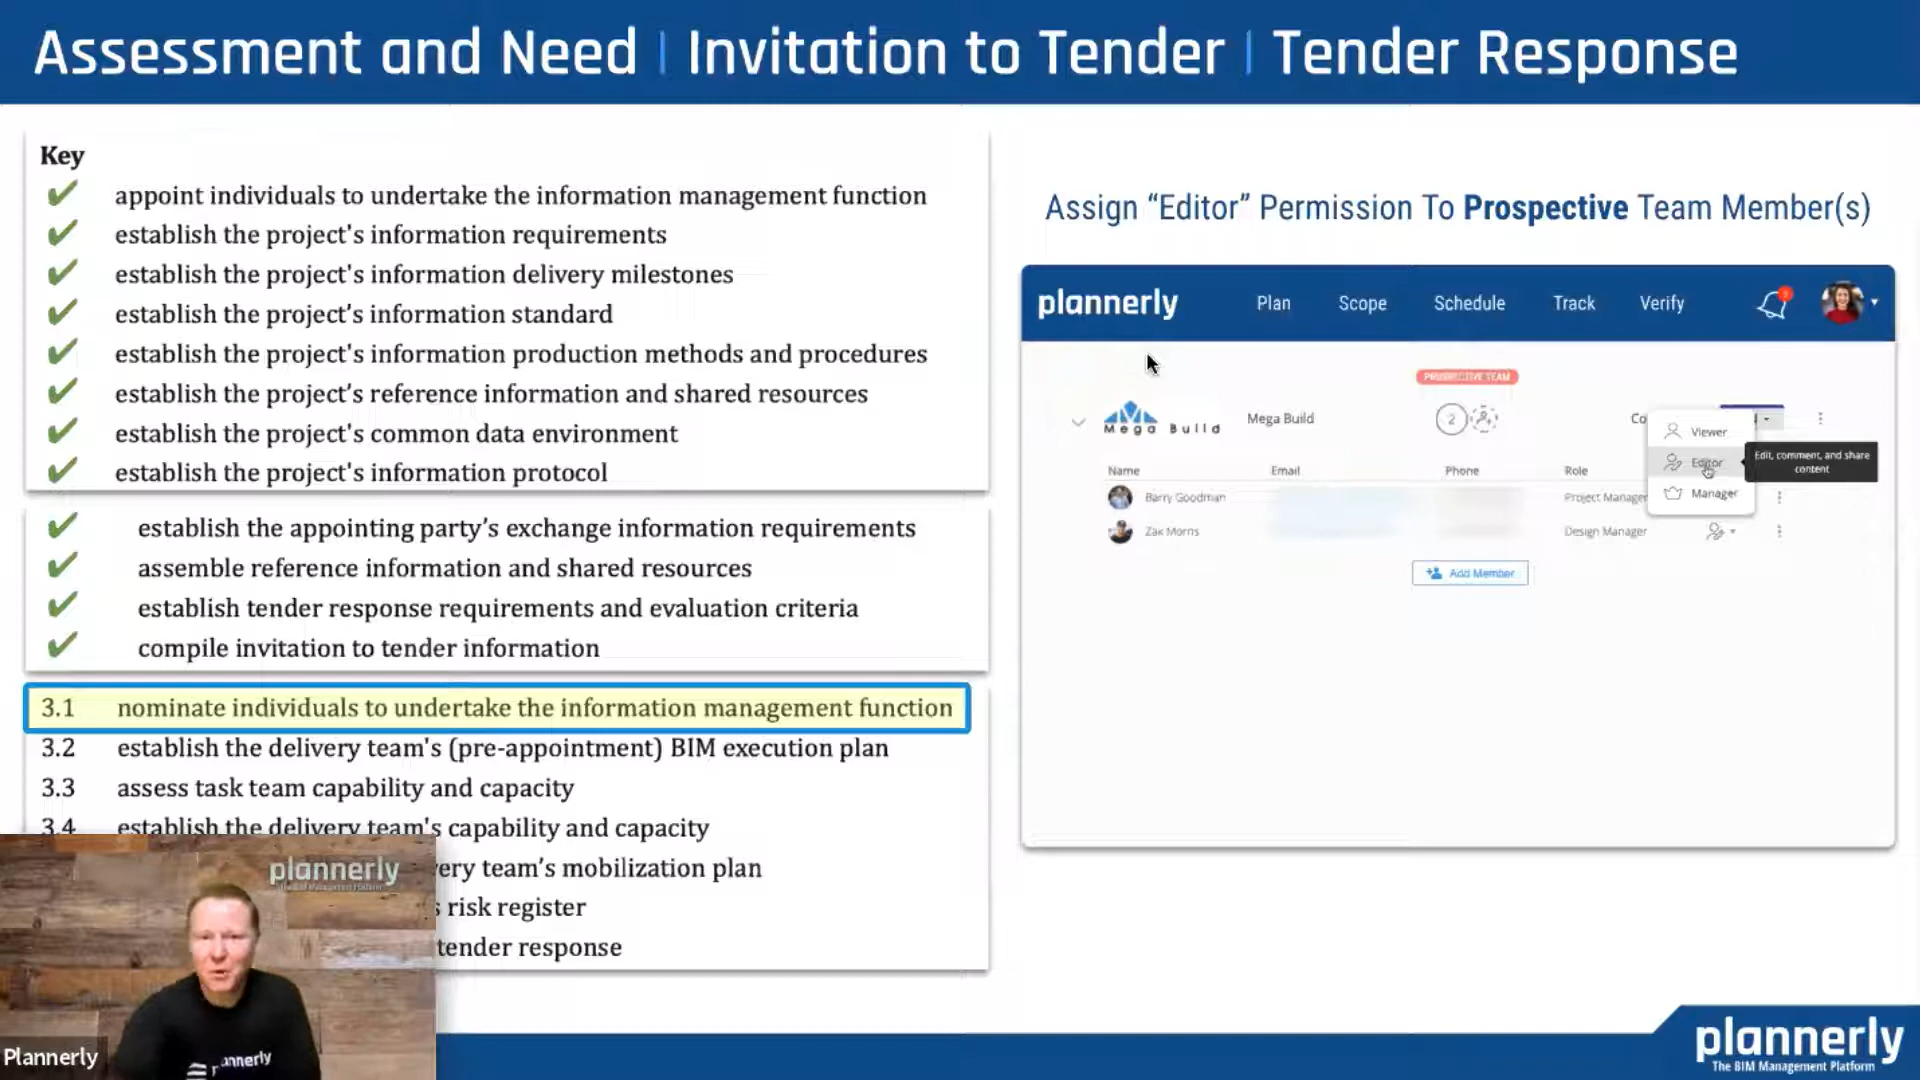 Assessment and Need | Invitation to Tender | Tender Response
Key
appoint individuals to undertake the information management function
establish the project's information requirements
establish the project's information delivery milestones
establish the project's information standard
establish the project's information production methods and procedures
establish the project's reference information and shared resources
establish the project's common data environment
establish the project's information protocol
establish the appointing party's exchange information requirements
assemble reference information and shared resources
establish tender response requirements and evaluation criteria
compile invitation to tender information
3.1 nominate individuals to undertake the information management function
3.2 establish the delivery team's (pre-appointment) BIM execution plan
3.3 assess task team capability and capacity
3.4 establish the delivery team's capability and capacity
very team's mobilization plan
s risk register
tender response
Assign “Editor” Permission To Prospective Team Member(s)
plannerly Plan Scope Schedule Track Verify
PROSPECTIVE TEAM
Mega Build Mega Build 2 Co
Viewer
Editor
Manager
Edit, comment, and share
content
Name Email Phone Role
Barry Goodman Project Manager
Zak Morris Design Manager
Add Member
plannerly
The BIM Management Platform
plannerly
Plannerly
plannerly
The BIM Management Platform